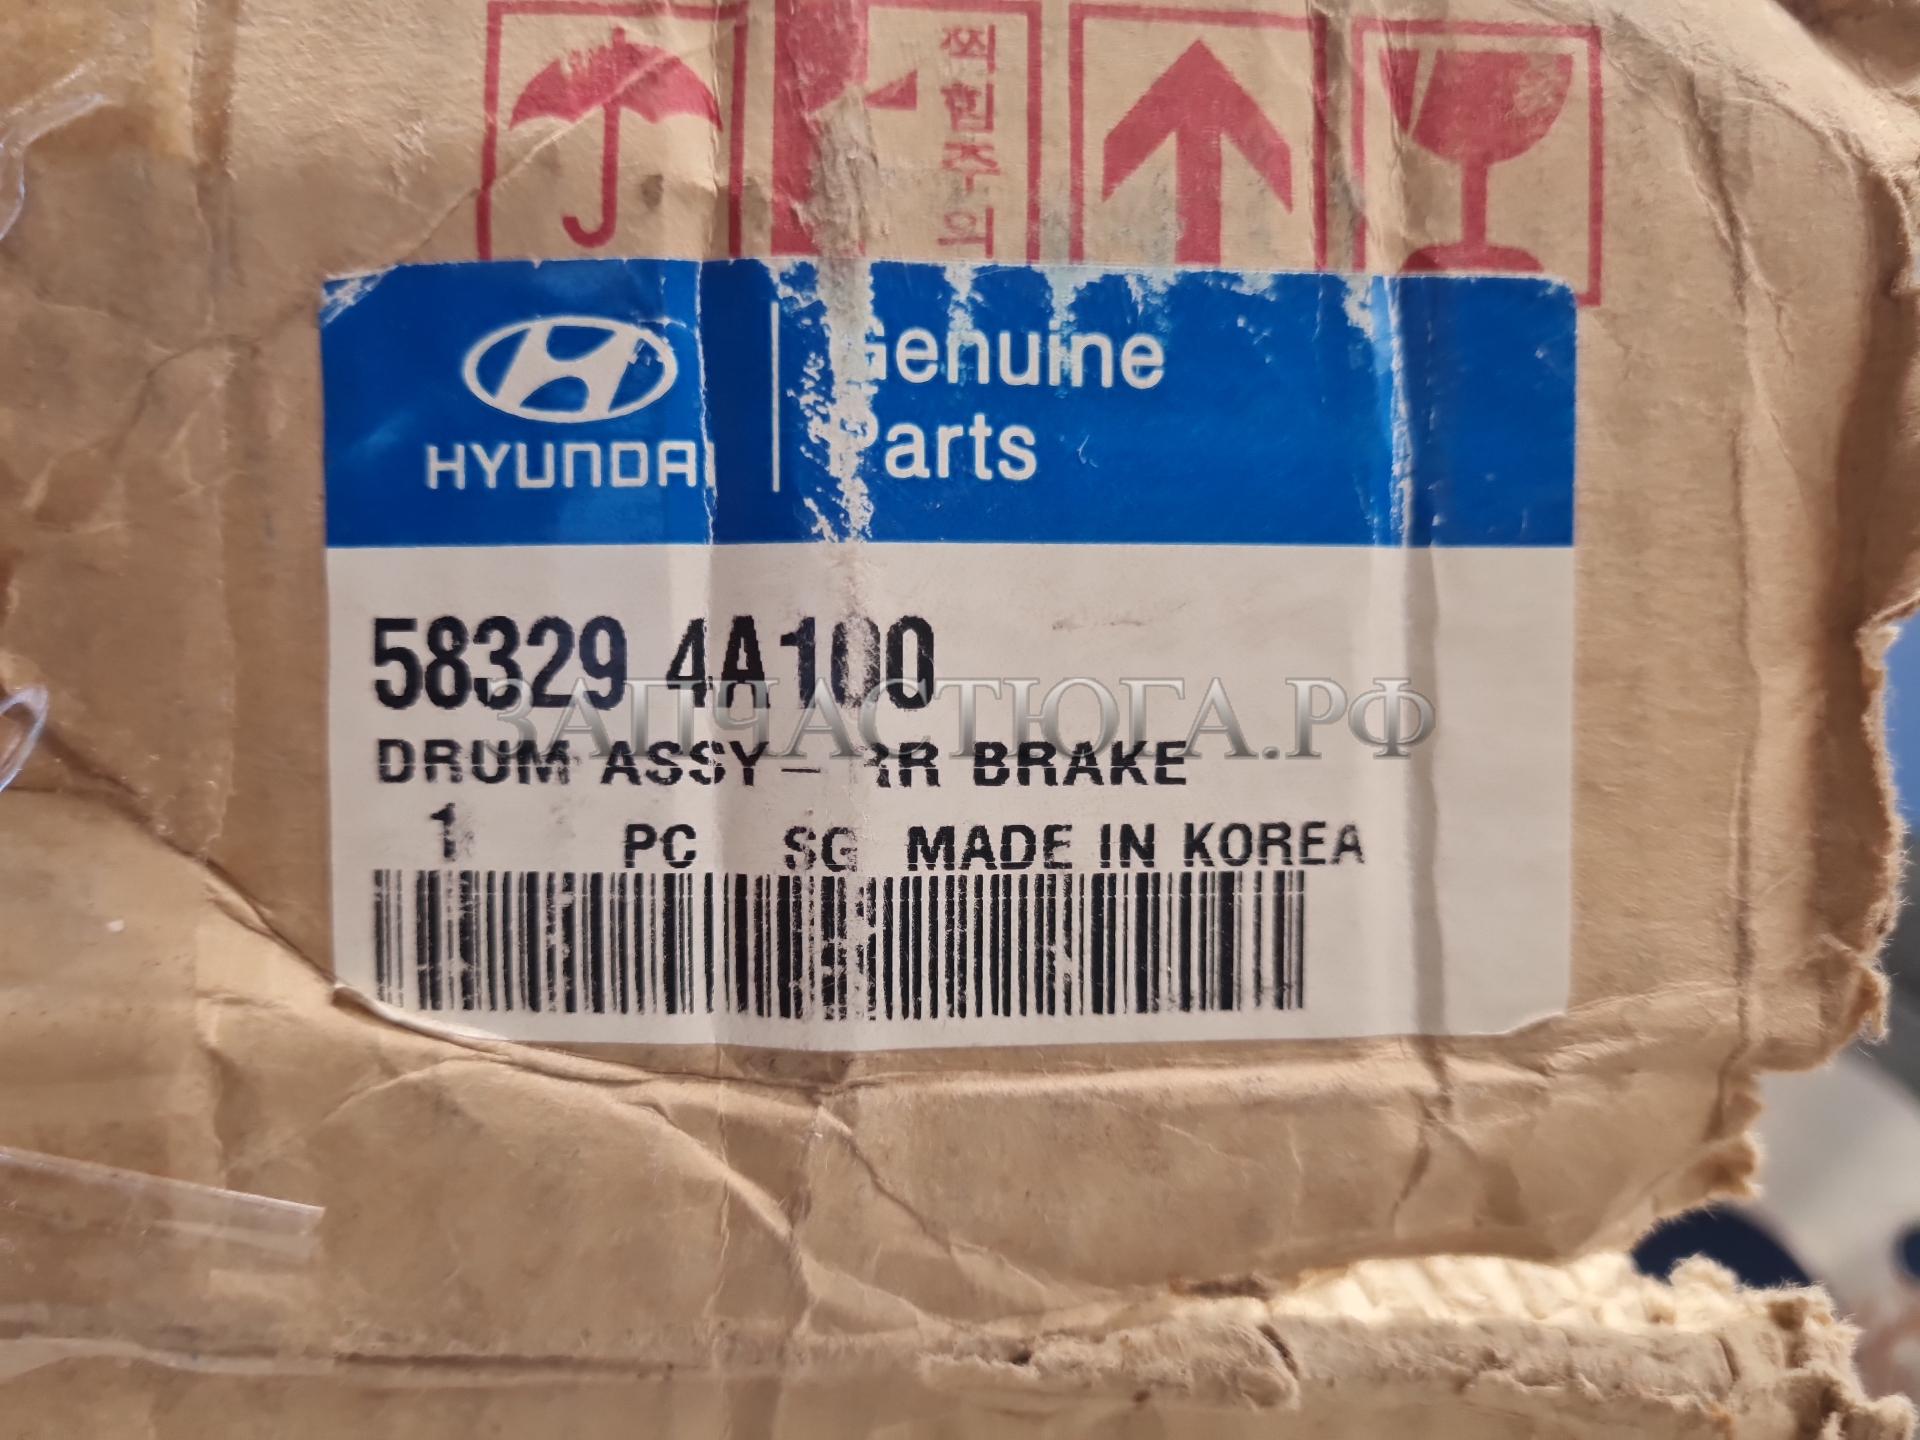 찍힘주의
HYUNDAI
Genuine
Parts
58329 4A100
ЗАПЧАСТЮГА.РФ
DRUM ASSY - RR BRAKE
1 PC SG MADE IN KOREA